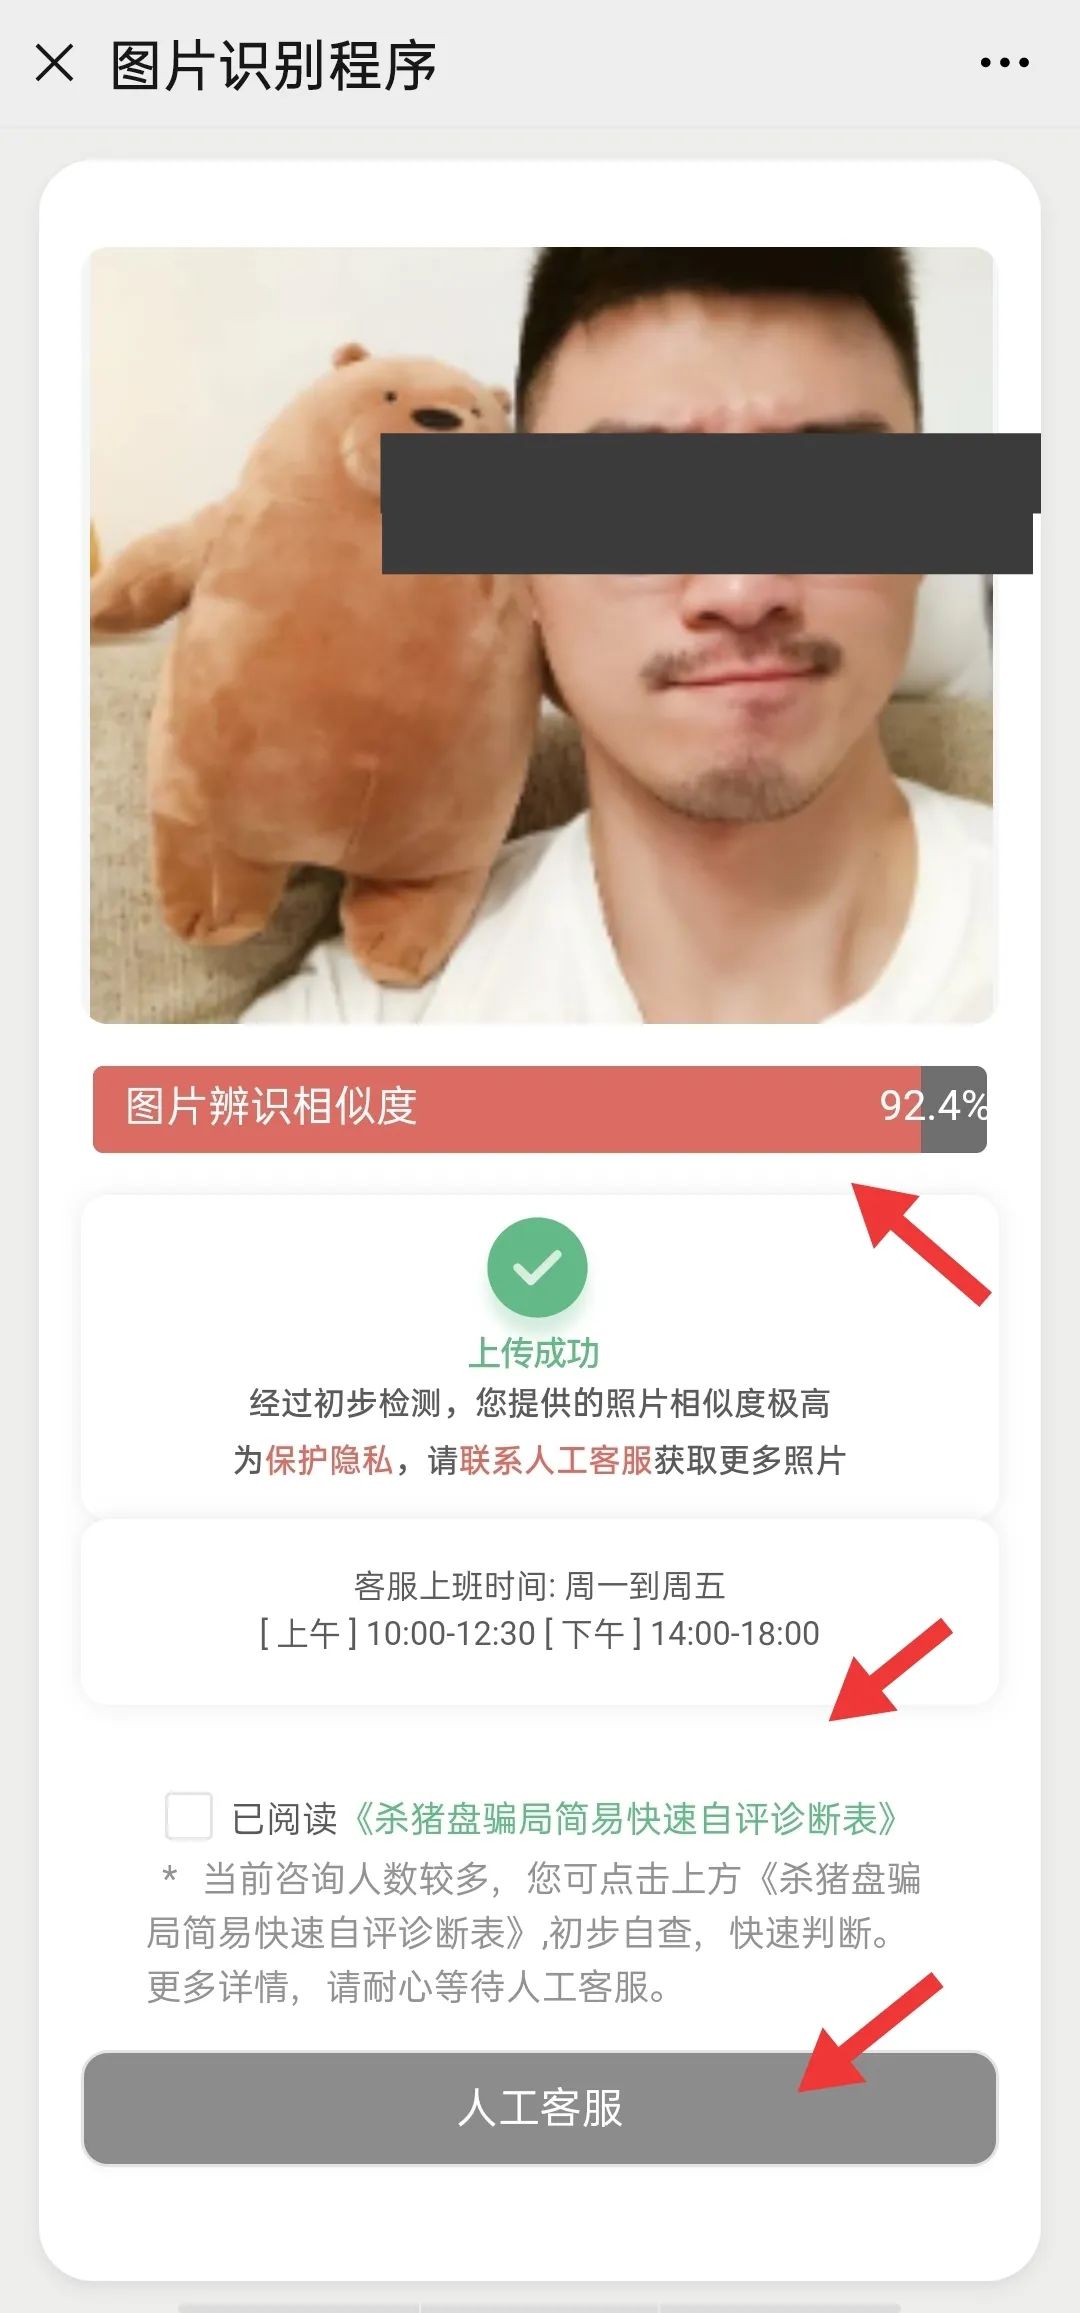 图片识别程序
图片辨识相似度 92.4%
上传成功
经过初步检测，您提供的照片相似度极高
为保护隐私，请联系人工客服获取更多照片
客服上班时间: 周一到周五
[ 上午 ] 10:00-12:30 [ 下午 ] 14:00-18:00
已阅读《杀猪盘骗局简易快速自评诊断表》
* 当前咨询人数较多，您可点击上方《杀猪盘骗
局简易快速自评诊断表》,初步自查，快速判断。
更多详情，请耐心等待人工客服。
人工客服